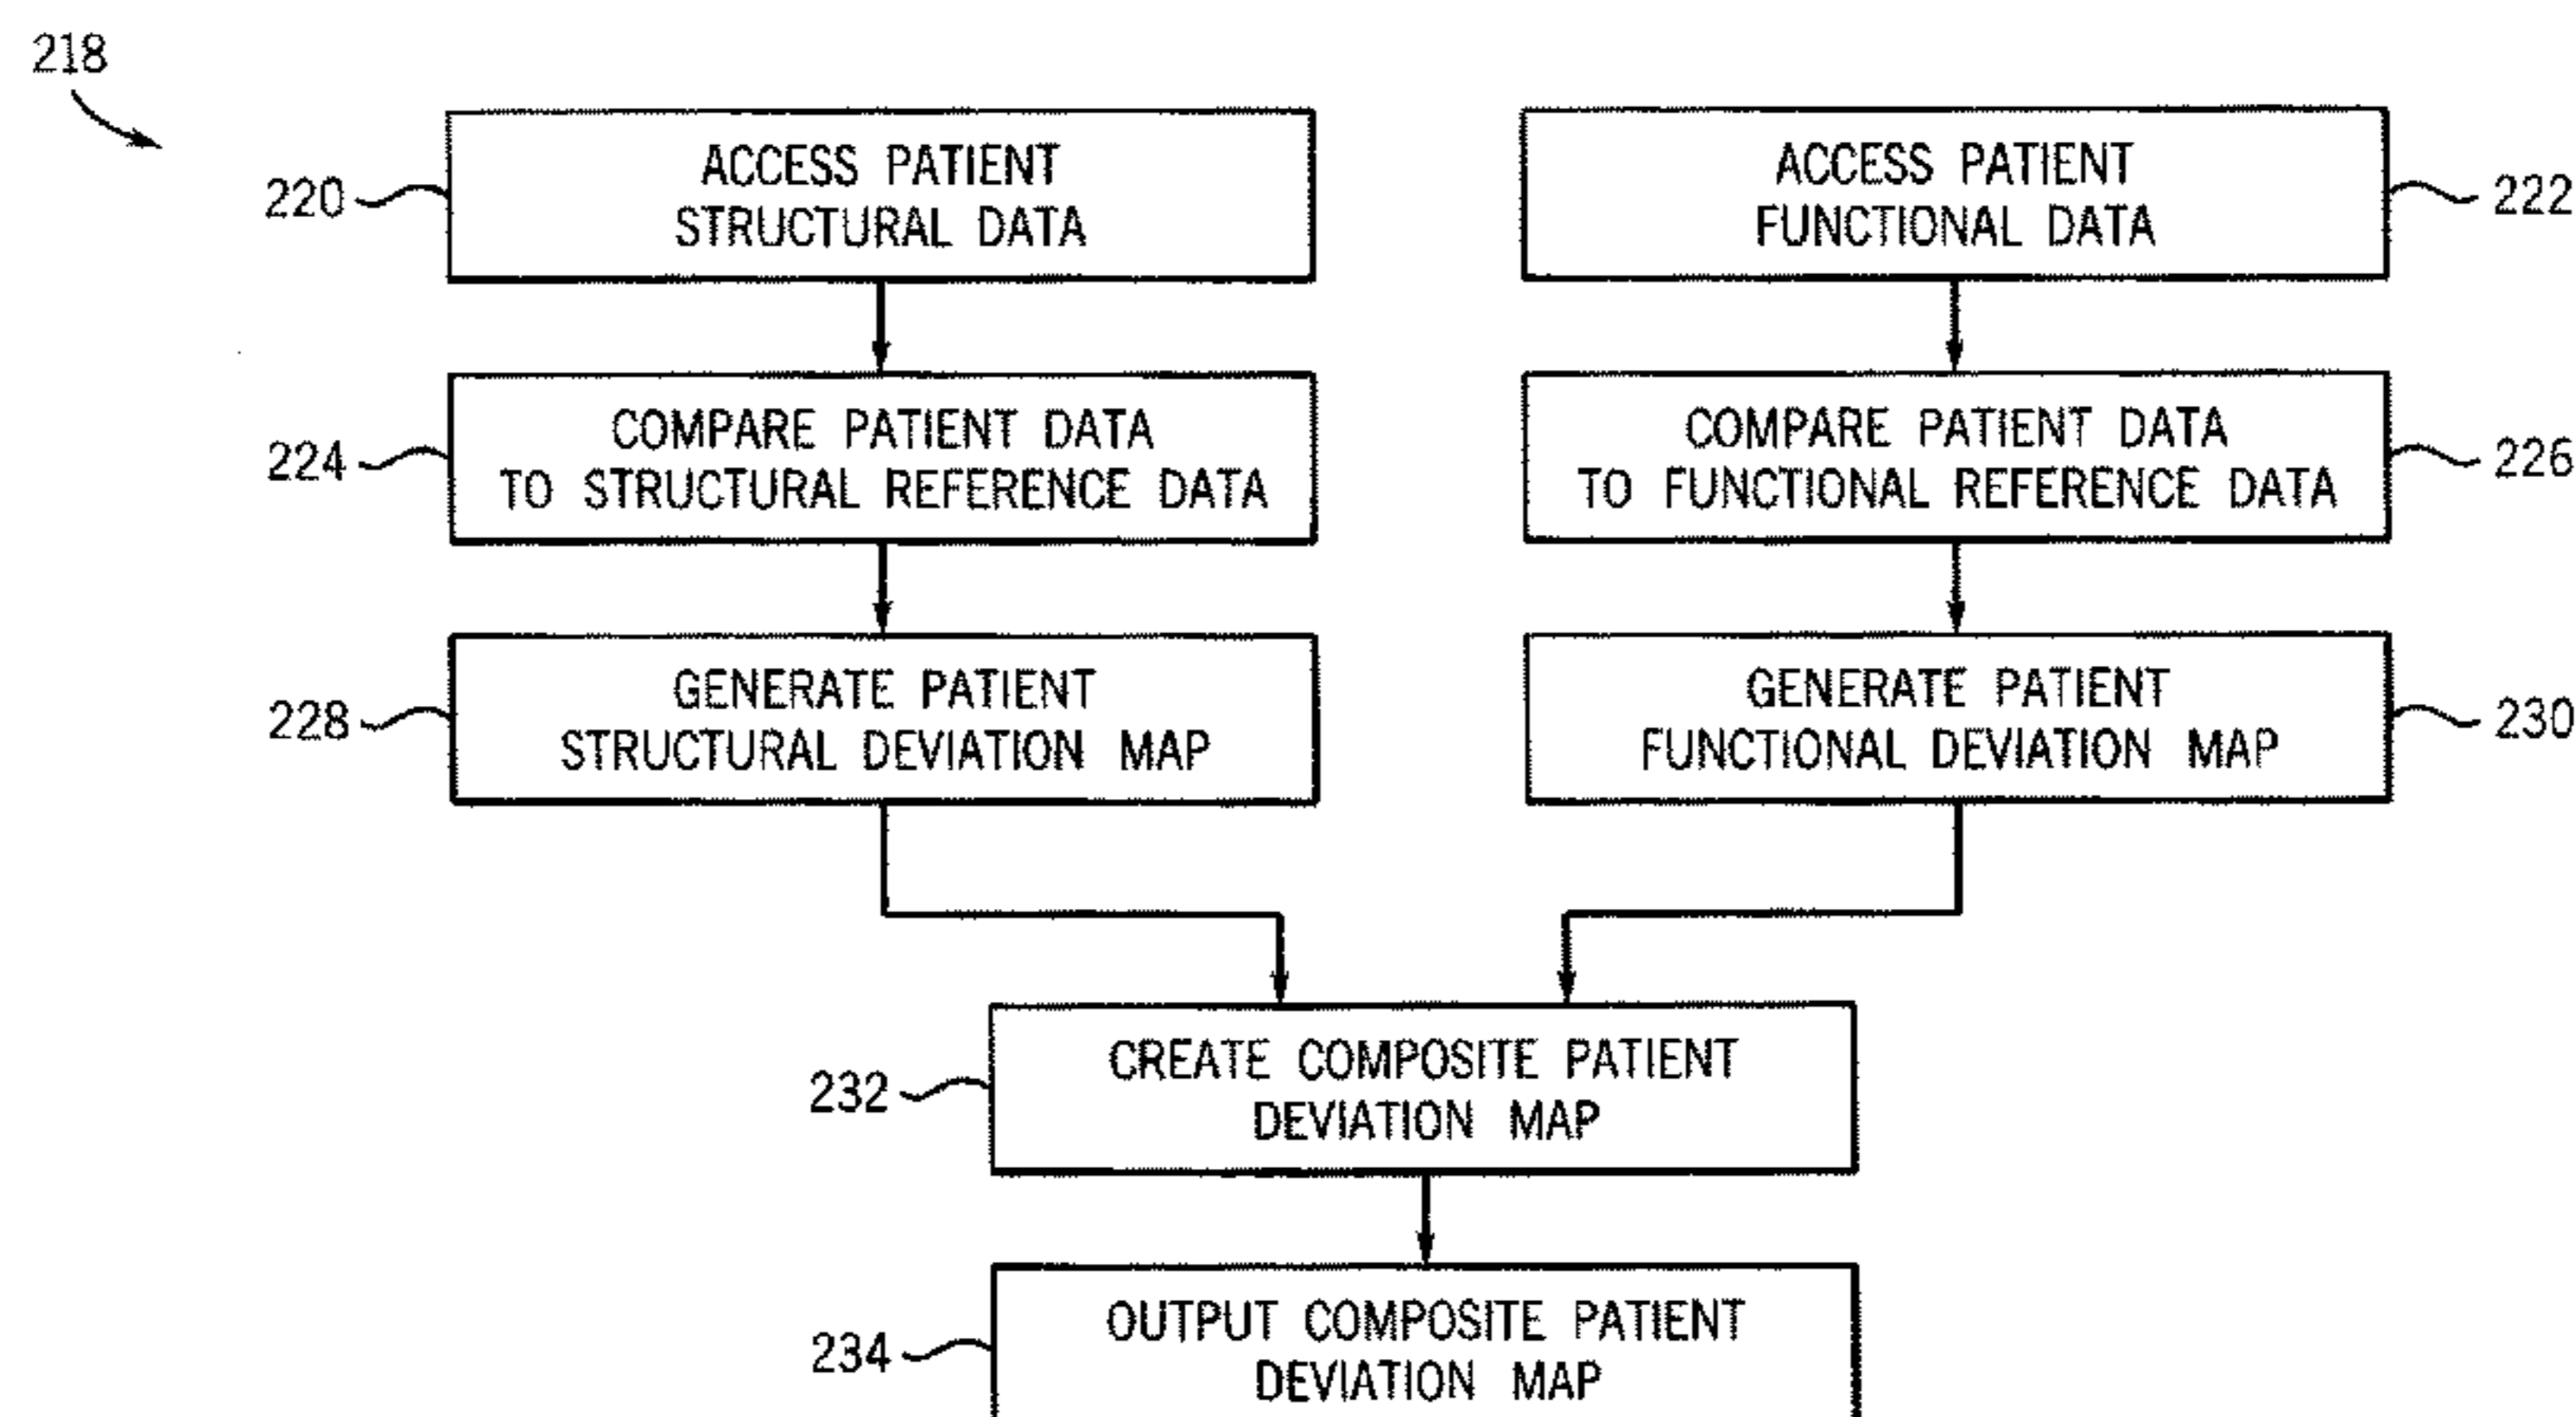 218
220
ACCESS PATIENT
STRUCTURAL DATA
ACCESS PATIENT
FUNCTIONAL DATA
222
224
COMPARE PATIENT DATA
TO STRUCTURAL REFERENCE DATA
COMPARE PATIENT DATA
TO FUNCTIONAL REFERENCE DATA
226
228
GENERATE PATIENT
STRUCTURAL DEVIATION MAP
GENERATE PATIENT
FUNCTIONAL DEVIATION MAP
230
232
CREATE COMPOSITE PATIENT
DEVIATION MAP
234
OUTPUT COMPOSITE PATIENT
DEVIATION MAP